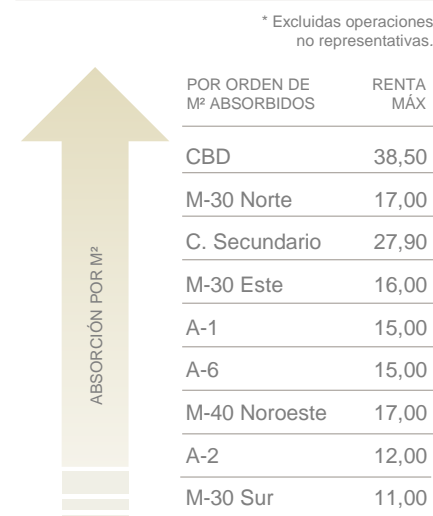 * Excluidas operaciones
no representativas.
POR ORDEN DE
M² ABSORBIDOS
RENTA
MÁX
CBD 38,50
M-30 Norte 17,00
C. Secundario 27,90
M-30 Este 16,00
A-1 15,00
A-6 15,00
M-40 Noroeste 17,00
A-2 12,00
M-30 Sur 11,00
ABSORCIÓN POR M²